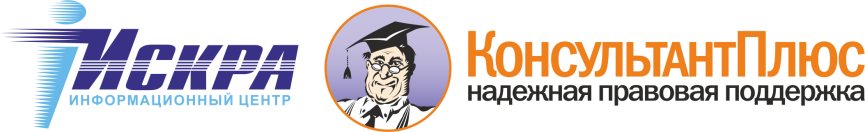 Искра
ИНФОРМАЦИОННЫЙ ЦЕНТР
КонсультантПлюс
надежная правовая поддержка